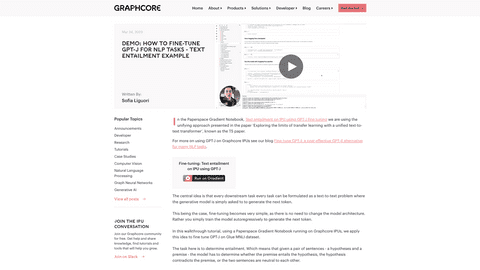 GRAPHCORE
Home About Products Solutions Developer Blog Careers Get started
DEMO: HOW TO FINE-TUNE
GPT-J FOR NLP TASKS - TEXT
ENTAILMENT EXAMPLE
Written By:
Sofia Liguori
Popular Topics
Announcements
Developer
Research
Tutorials
Case Studies
Computer Vision
Natural Language Processing
Graph Neural Networks
Generative AI
View all posts
JOIN THE IPU
CONVERSATION
Join our Graphcore community
for free. Get help and share
knowledge, find tutorials and
tools that will help you grow.
Join on Slack
In the Paperspace Gradient Notebook, Text entailment on IPU using GPT-J fine-tuning we are using the
unifying approach presented in the paper 'Exploring the limits of transfer learning with a unified text-to-
text transformer', known as the T5 paper.
For more on using GPT-J on Graphcore IPUs see our blog
Fine-tuning: Text entailment
on IPU using GPT-J
Run on Gradient
The central idea is that every downstream task every task can be formulated as a text-to-text problem where
the generative model is simply asked to to generate the next token.
This being the case, fine-tuning becomes very simple, as there is no need to change the model architecture.
Rather you simply train the model autoregressively to generate the next token.
In this walkthrough tutorial, using a Paperspace Gradient Notebook running on Graphcore IPUs, we apply
this idea to fine tune GPT-J on Glue MNLI dataset.
The task here is to determine entailment. Which means that given a pair of sentences - a hypotheses and a
premise - the model has to determine whether the premise entails the hypothesis, the hypothesis
contradicts the premise, or the two sentences are neutral to each other.